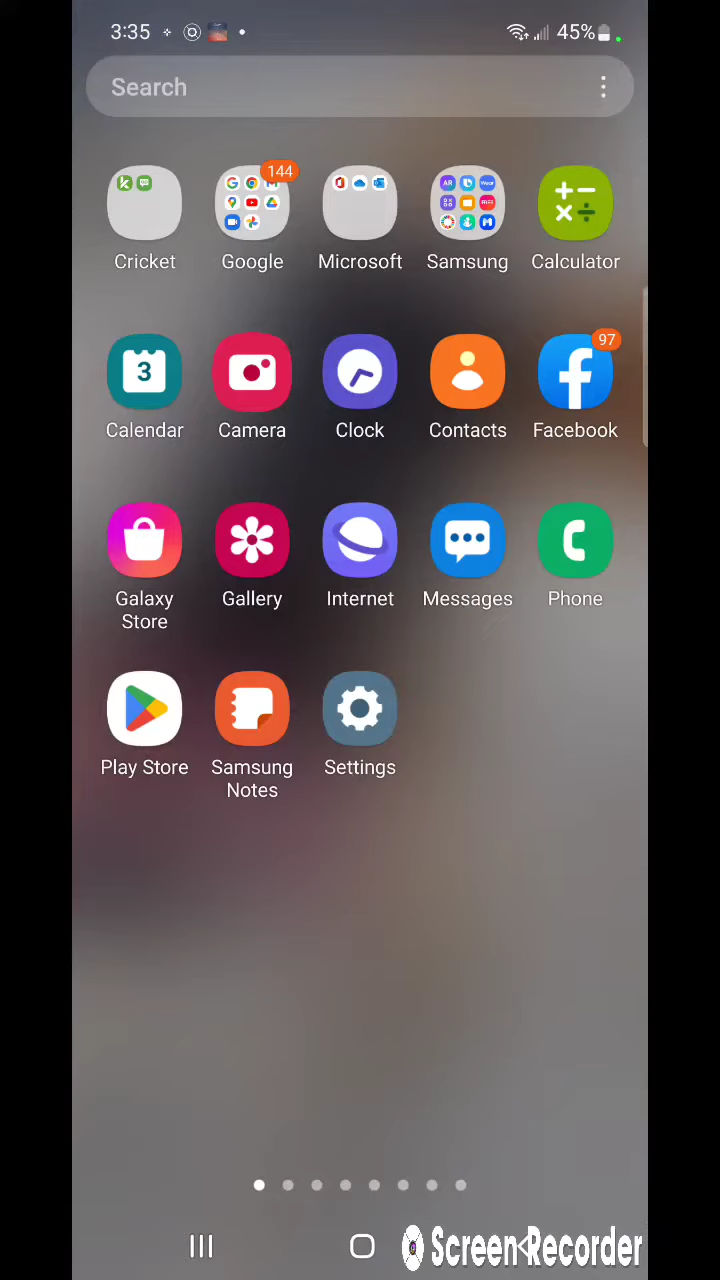 3:35 45%
Search
144
Cricket Google Microsoft Samsung Calculator
3 97
Calendar Camera Clock Contacts Facebook
Galaxy Store Gallery Internet Messages Phone
Play Store Samsung Notes Settings
Screen Recorder